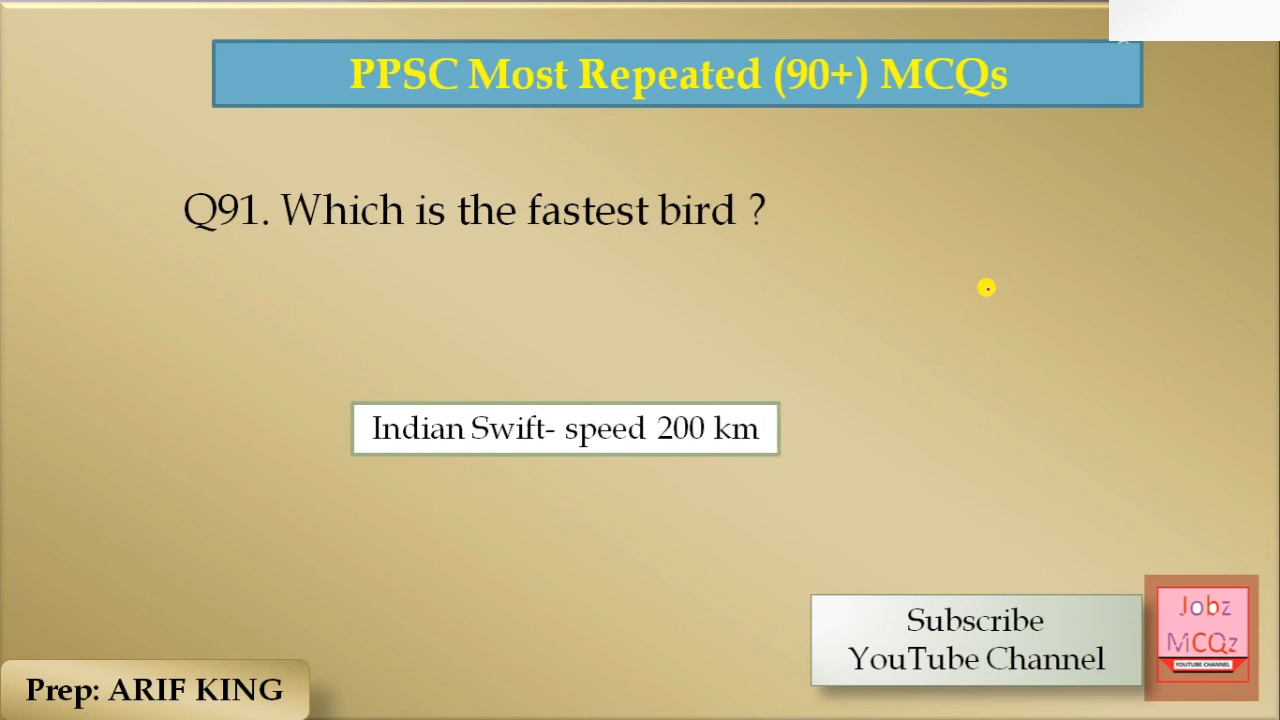 PPSC Most Repeated (90+) MCQs
Q91. Which is the fastest bird ?
Indian Swift- speed 200 km
Subscribe
YouTube Channel
Jobz
MCQz
YOUTUBE CHANNEL
Prep: ARIF KING